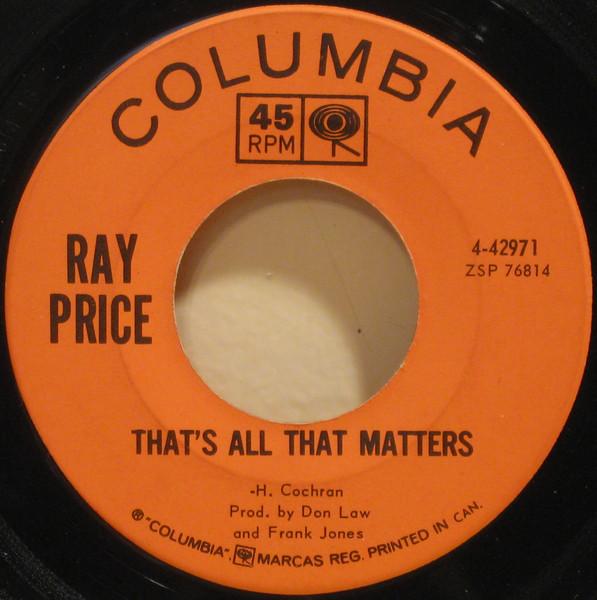 COLUMBIA
45
RPM
RAY
PRICE
4-42971
ZSP 76814
THAT'S ALL THAT MATTERS
-H. Cochran
Prod. by Don Law
and Frank Jones
® "COLUMBIA", MARCAS REG. PRINTED IN CAN.